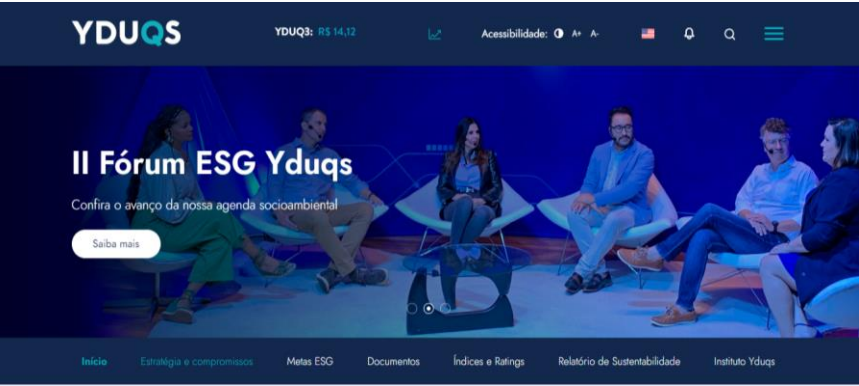 YDUQS
YDUQ3: R$ 14,12
Acessibilidade: A+ A-
II Fórum ESG Yduqs
Confira o avanço da nossa agenda socioambiental
Saiba mais
Início Estratégia e compromissos Metas ESG Documentos Índices e Ratings Relatório de Sustentabilidade Instituto Yduqs